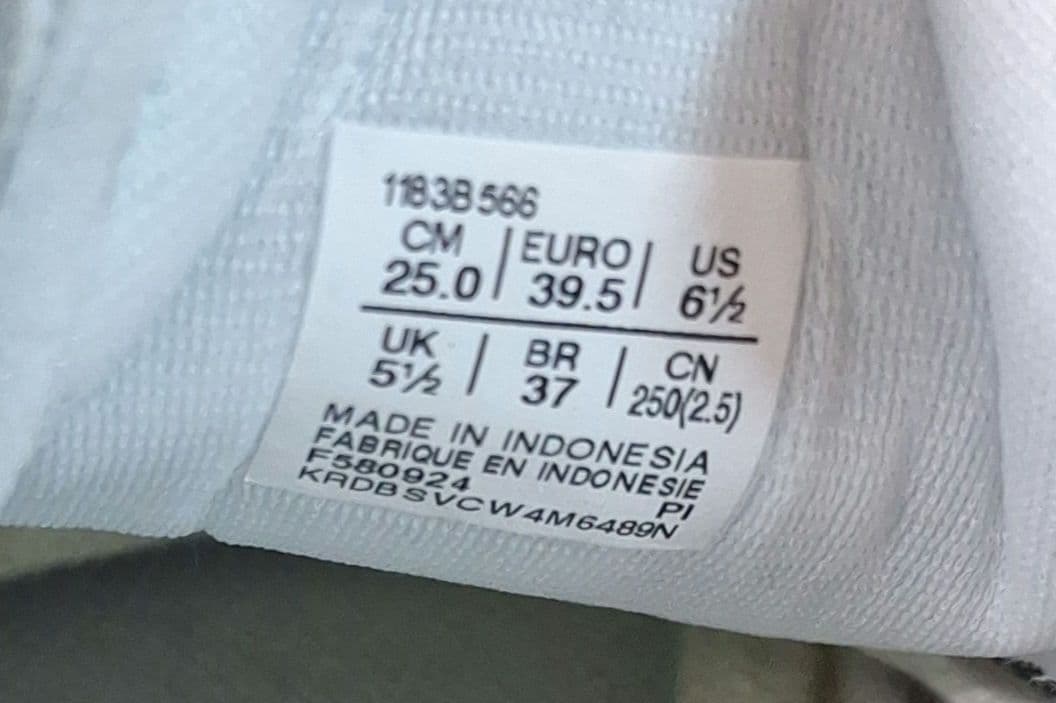 1183B566
CM | EURO | US
25.0 | 39.5 | 6½
UK | BR | CN
5½ | 37 | 250(2.5)
MADE IN INDONESIA
FABRIQUE EN INDONESIE
F580924 PI
KRDBSVCW4M6489N